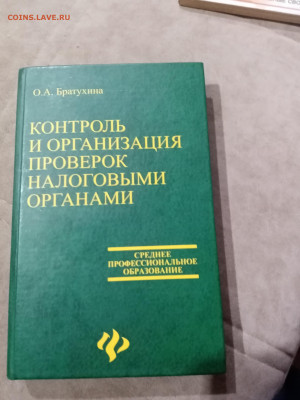 COINS.LAVE.RU
О.А. Братухина
КОНТРОЛЬ
И ОРГАНИЗАЦИЯ
ПРОВЕРОК
НАЛОГОВЫМИ
ОРГАНАМИ
СРЕДНЕЕ
ПРОФЕССИОНАЛЬНОЕ
ОБРАЗОВАНИЕ